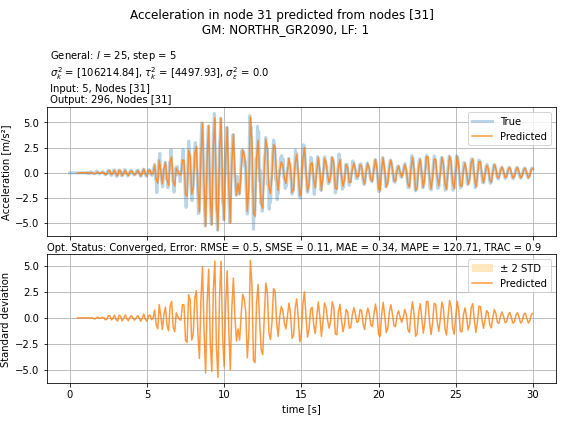 Acceleration in node 31 predicted from nodes [31]
GM: NORTHR_GR2090, LF: 1
General: l = 25, step = 5
σ²ₖ = [106214.84], τ²ₖ = [4497.93], σ²ε = 0.0
Input: 5, Nodes [31]
Output: 296, Nodes [31]
Acceleration [m/s²]
5.0
2.5
0.0
−2.5
−5.0
True
Predicted
Opt. Status: Converged, Error: RMSE = 0.5, SMSE = 0.11, MAE = 0.34, MAPE = 120.71, TRAC = 0.9
Standard deviation
5.0
2.5
0.0
−2.5
−5.0
± 2 STD
Predicted
0 5 10 15 20 25 30
time [s]